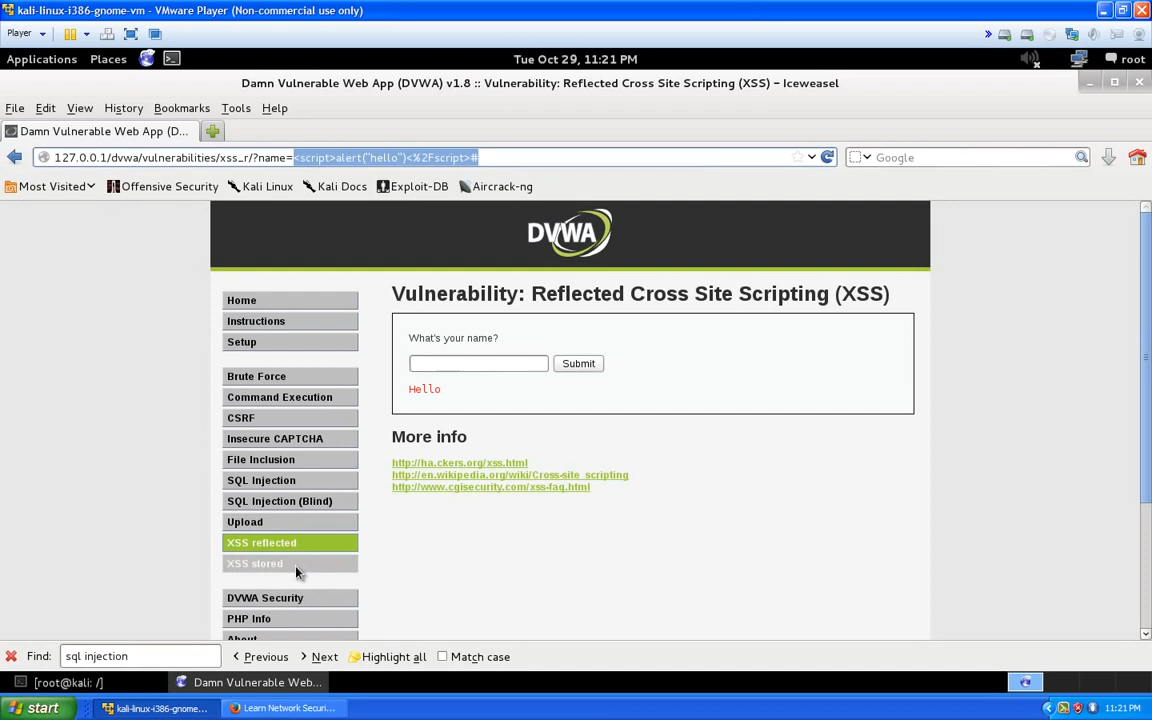 kali-linux-i386-gnome-vm - VMware Player (Non-commercial use only)
Player
»
Applications Places Tue Oct 29, 11:21 PM root
Damn Vulnerable Web App (DVWA) v1.8 :: Vulnerability: Reflected Cross Site Scripting (XSS) - Iceweasel
File Edit View History Bookmarks Tools Help
Damn Vulnerable Web App (D...
127.0.0.1/dvwa/vulnerabilities/xss_r/?name=<script>alert("hello")<%2Fscript>#
Google
Most Visited Offensive Security Kali Linux Kali Docs Exploit-DB Aircrack-ng
DVWA
Home
Instructions
Setup
Brute Force
Command Execution
CSRF
Insecure CAPTCHA
File Inclusion
SQL Injection
SQL Injection (Blind)
Upload
XSS reflected
XSS stored
DVWA Security
PHP Info
About
Vulnerability: Reflected Cross Site Scripting (XSS)
What's your name?
Submit
Hello
More info
http://ha.ckers.org/xss.html
http://en.wikipedia.org/wiki/Cross-site_scripting
http://www.cgisecurity.com/xss-faq.html
Find: sql injection Previous Next Highlight all Match case
[root@kali: /] Damn Vulnerable Web...
start kali-linux-i386-gnome... Learn Network Securi... 11:21 PM